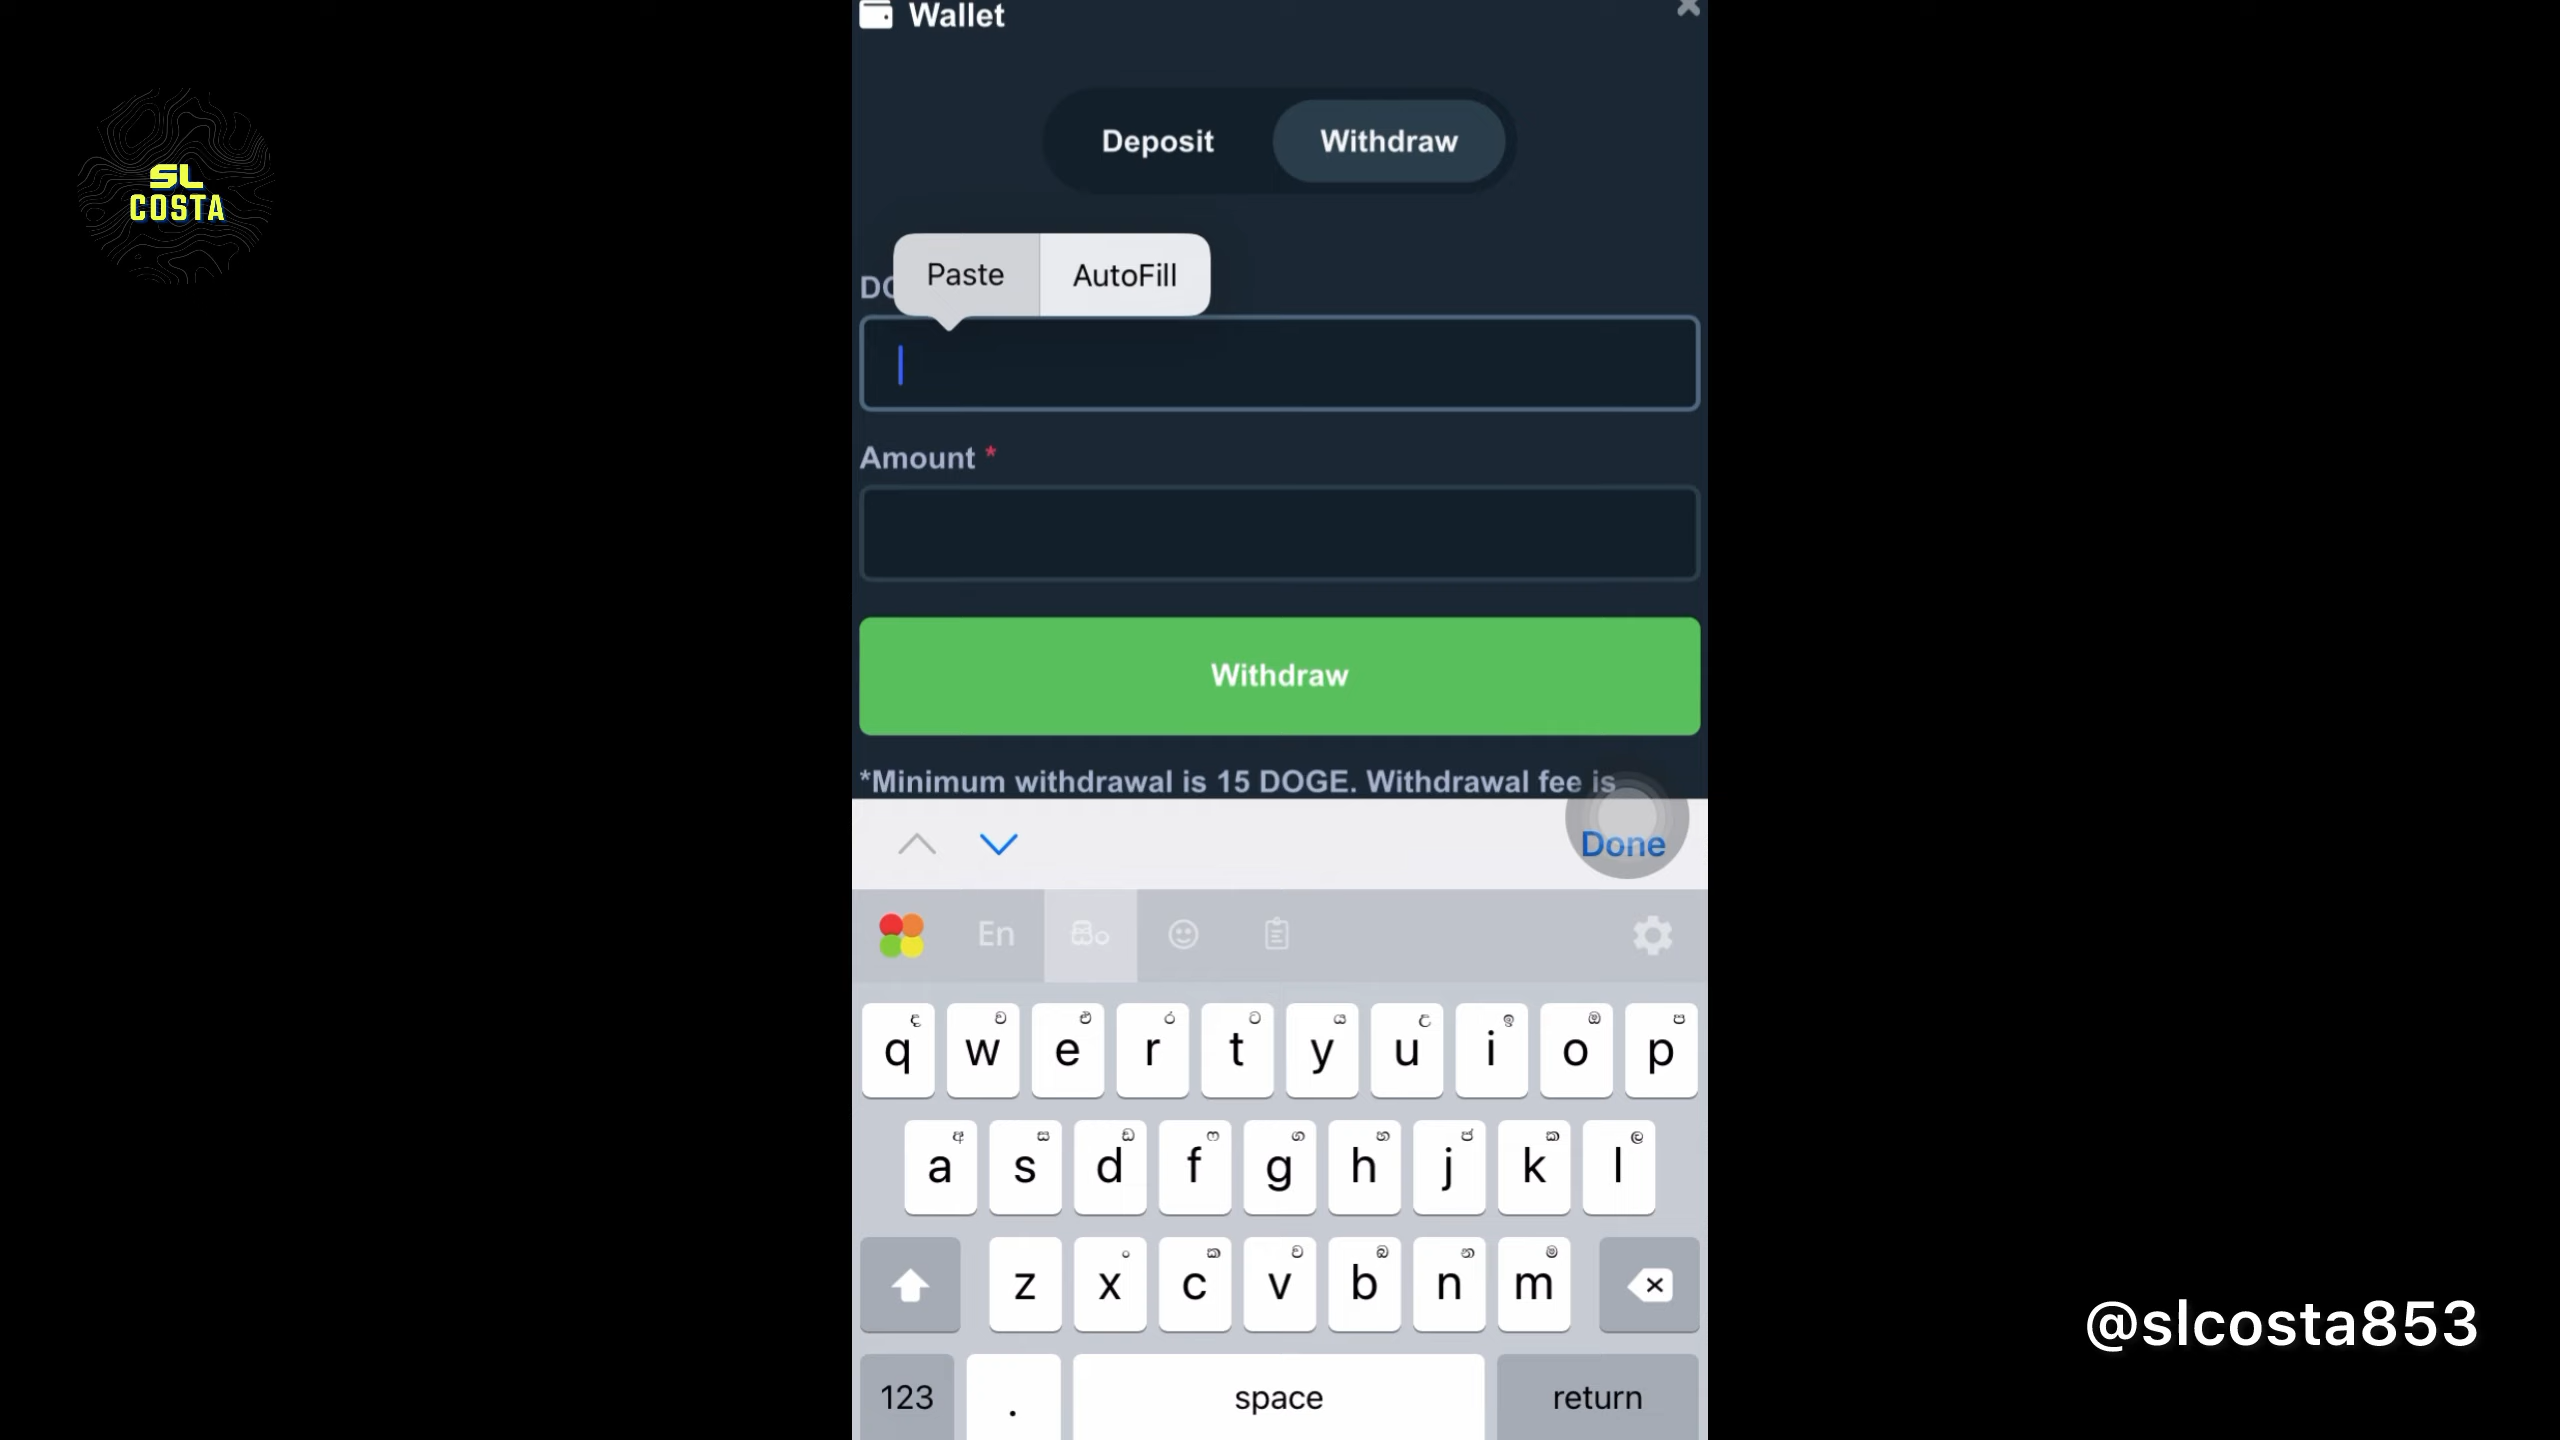 Wallet
Deposit
Withdraw
SL
COSTA
Paste
AutoFill
Amount *
Withdraw
*Minimum withdrawal is 15 DOGE. Withdrawal fee is
Done
En
සිං
ද ව එ ර ට ය උ ඉ ඔ ප
q w e r t y u i o p
අ ස ඩ ෆ ග හ ජ ක ල
a s d f g h j k l
ං ක ව බ න ම
z x c v b n m
123
.
space
return
@slcosta853